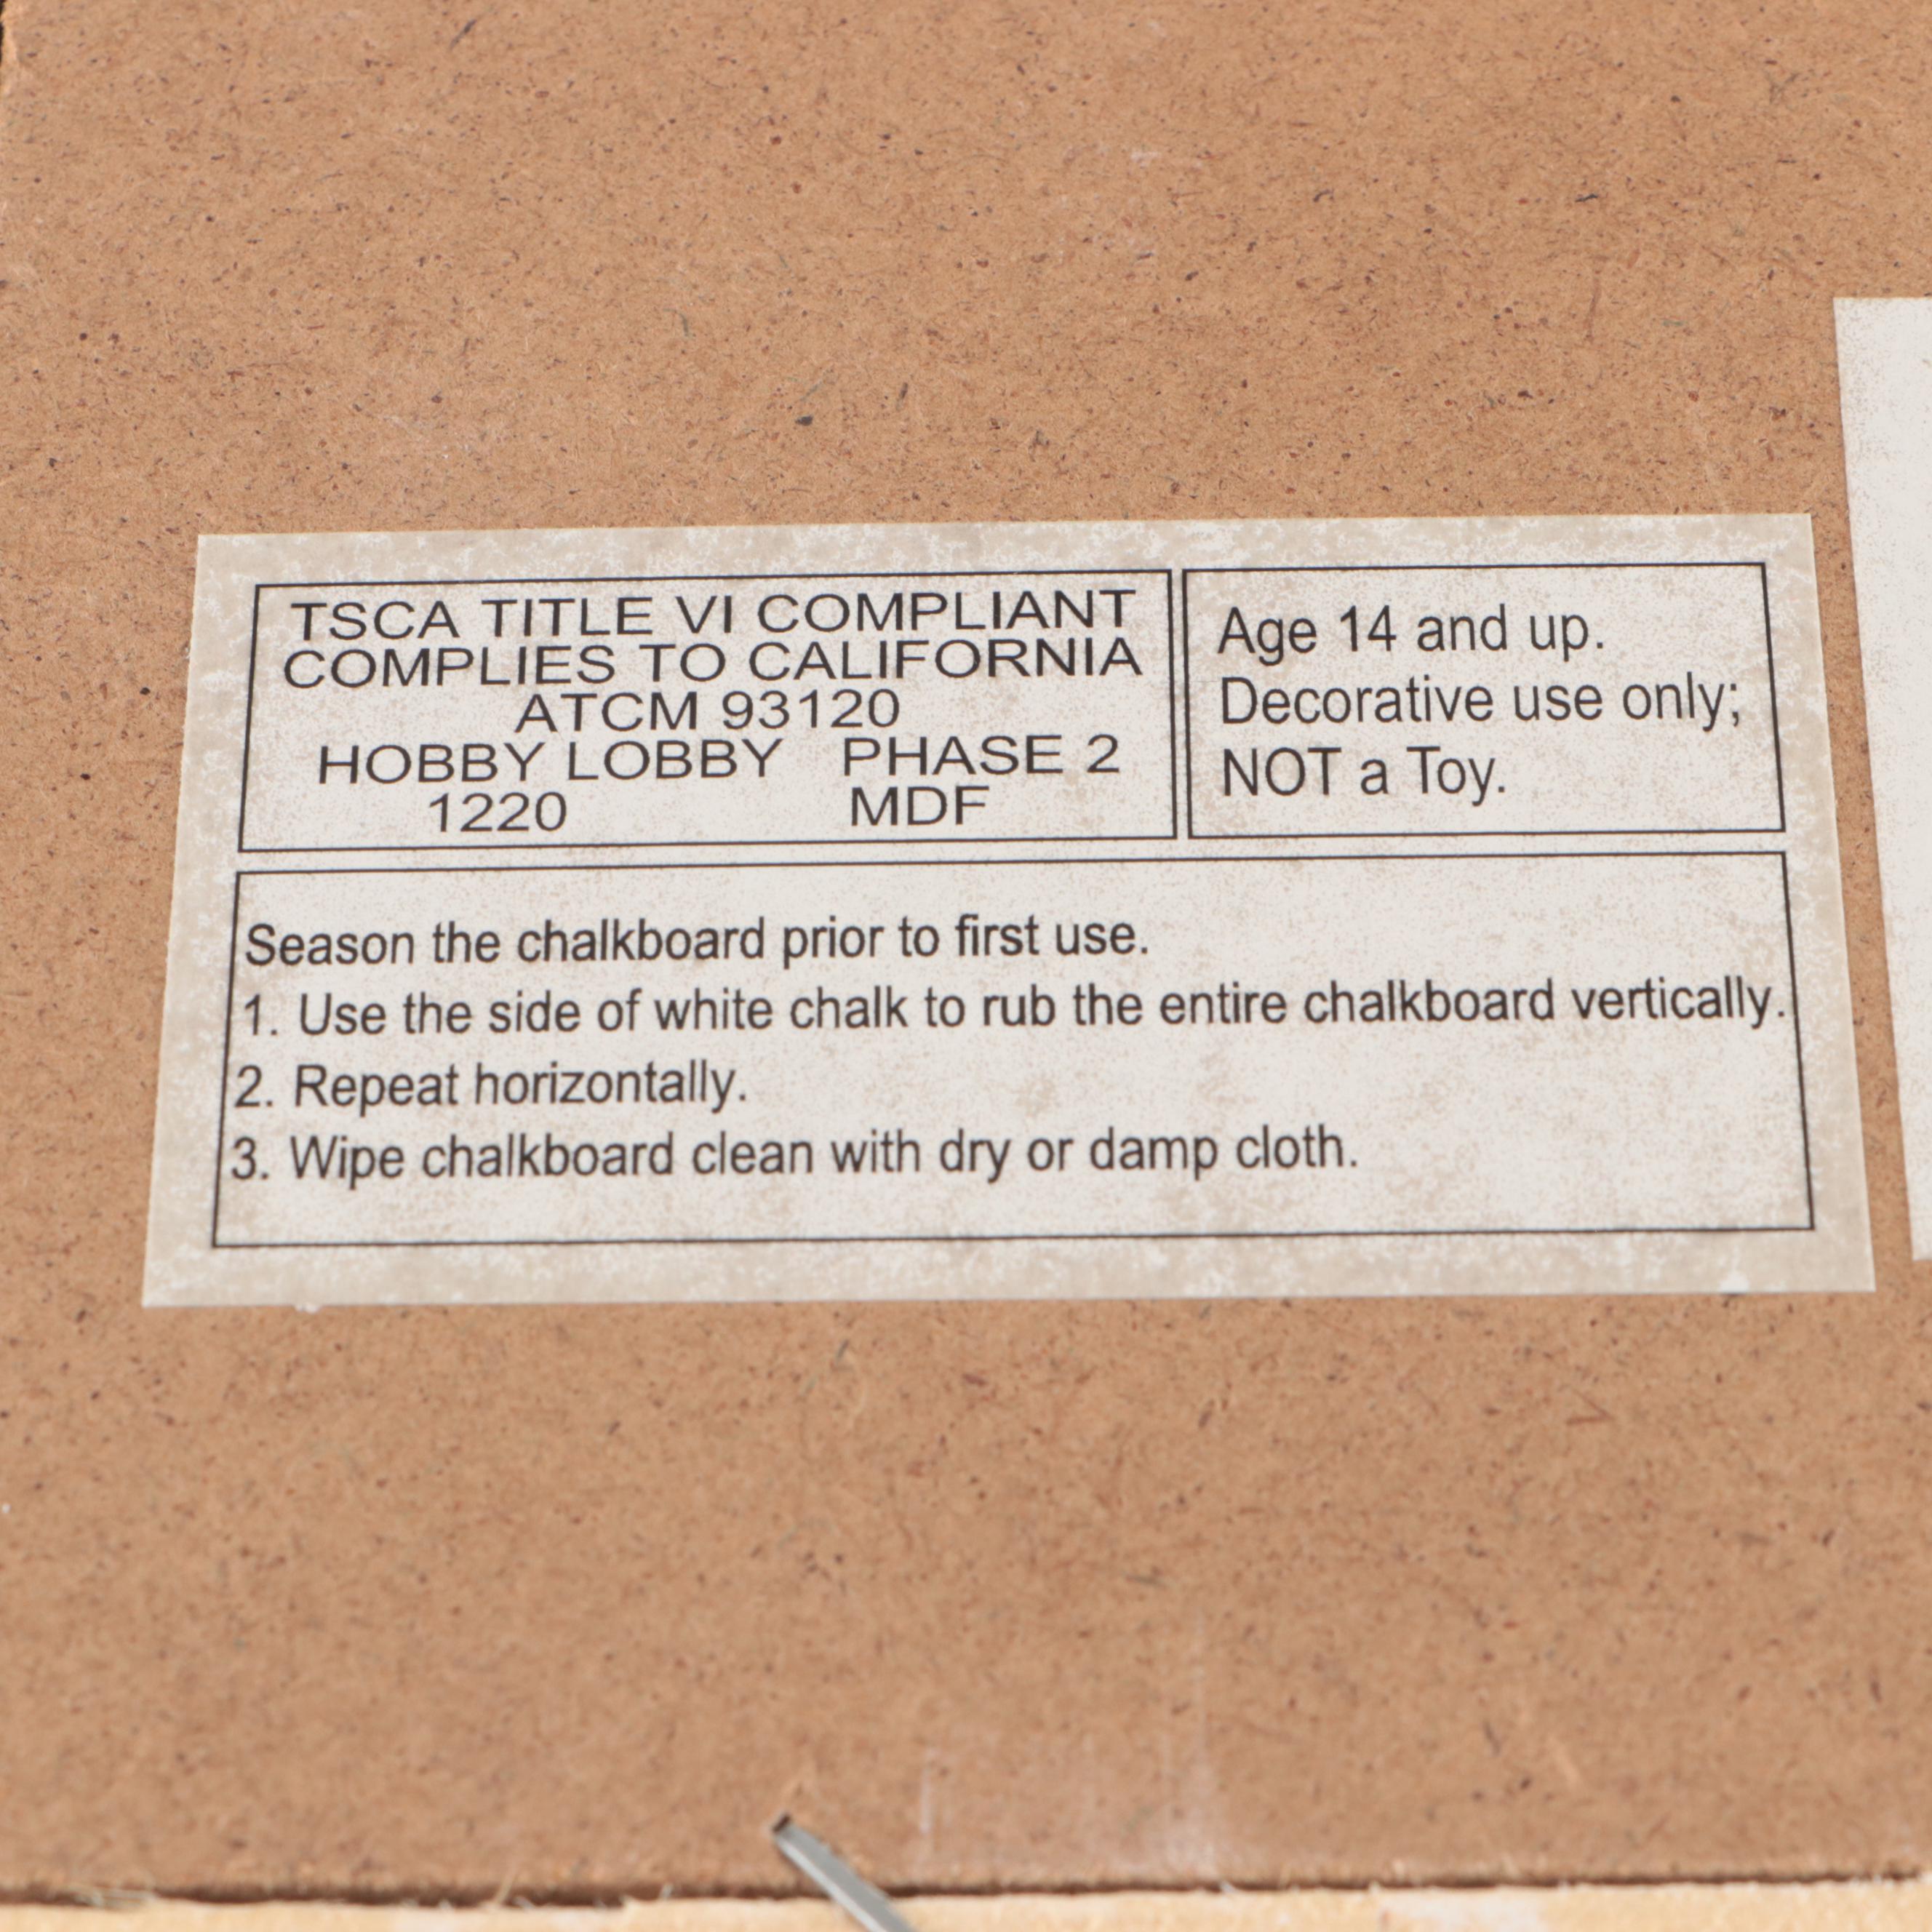 TSCA TITLE VI COMPLIANT
COMPLIES TO CALIFORNIA
ATCM 93120
HOBBY LOBBY PHASE 2
1220 MDF
Age 14 and up.
Decorative use only;
NOT a Toy.
Season the chalkboard prior to first use.
1. Use the side of white chalk to rub the entire chalkboard vertically.
2. Repeat horizontally.
3. Wipe chalkboard clean with dry or damp cloth.